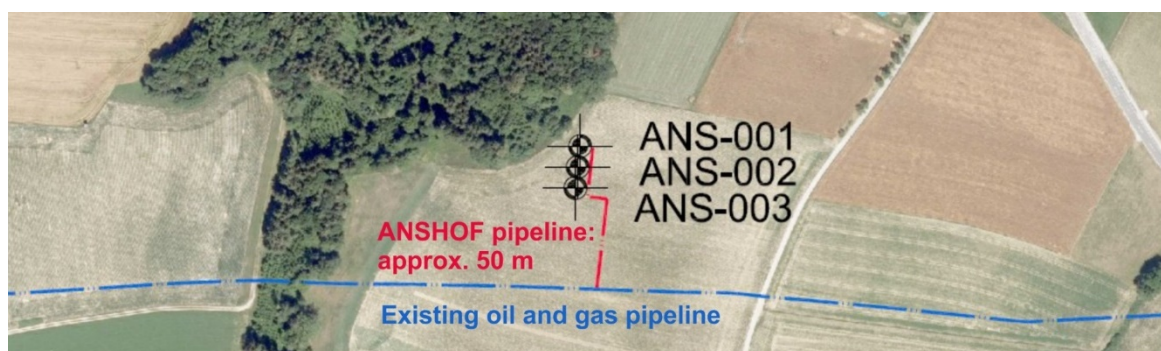 ANS-001
ANS-002
ANS-003
ANSHOF pipeline:
approx. 50 m
Existing oil and gas pipeline